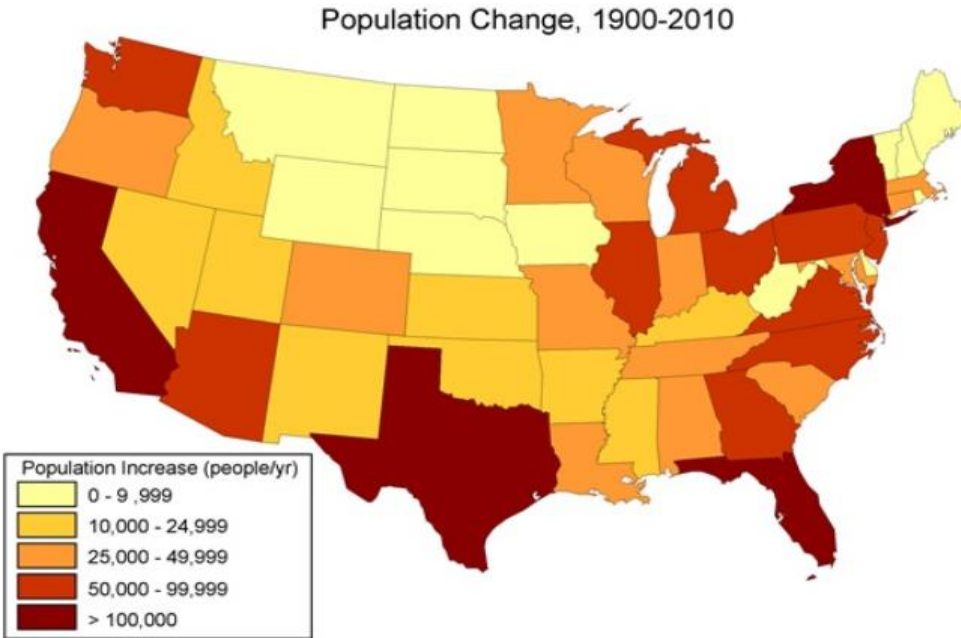 Population Change, 1900-2010
Population Increase (people/yr)
0 - 9 ,999
10,000 - 24,999
25,000 - 49,999
50,000 - 99,999
> 100,000